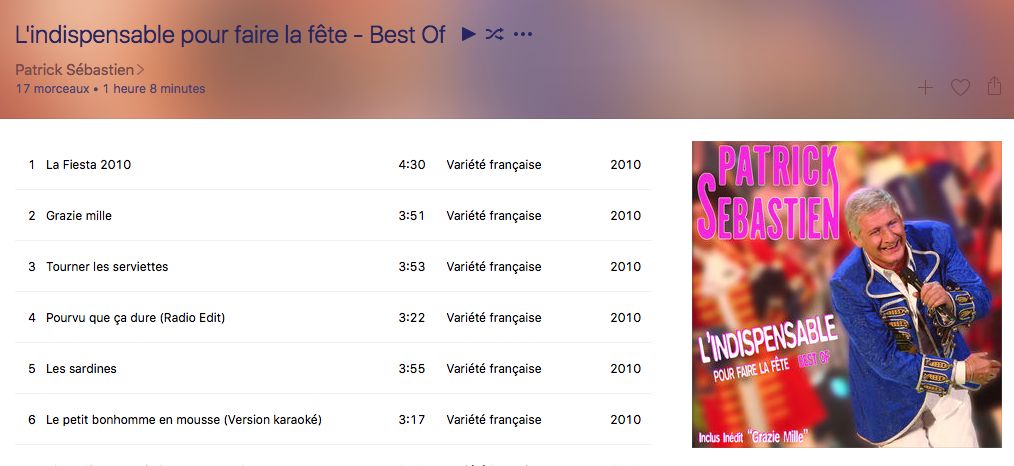 L'indispensable pour faire la fête - Best Of
Patrick Sébastien
17 morceaux • 1 heure 8 minutes
1 La Fiesta 2010 4:30 Variété française 2010
2 Grazie mille 3:51 Variété française 2010
3 Tourner les serviettes 3:53 Variété française 2010
4 Pourvu que ça dure (Radio Edit) 3:22 Variété française 2010
5 Les sardines 3:55 Variété française 2010
6 Le petit bonhomme en mousse (Version karaoké) 3:17 Variété française 2010
PATRICK
SEBASTIEN
L'INDISPENSABLE
POUR FAIRE LA FÊTE BEST OF
Inclus Inédit "Grazie Mille"